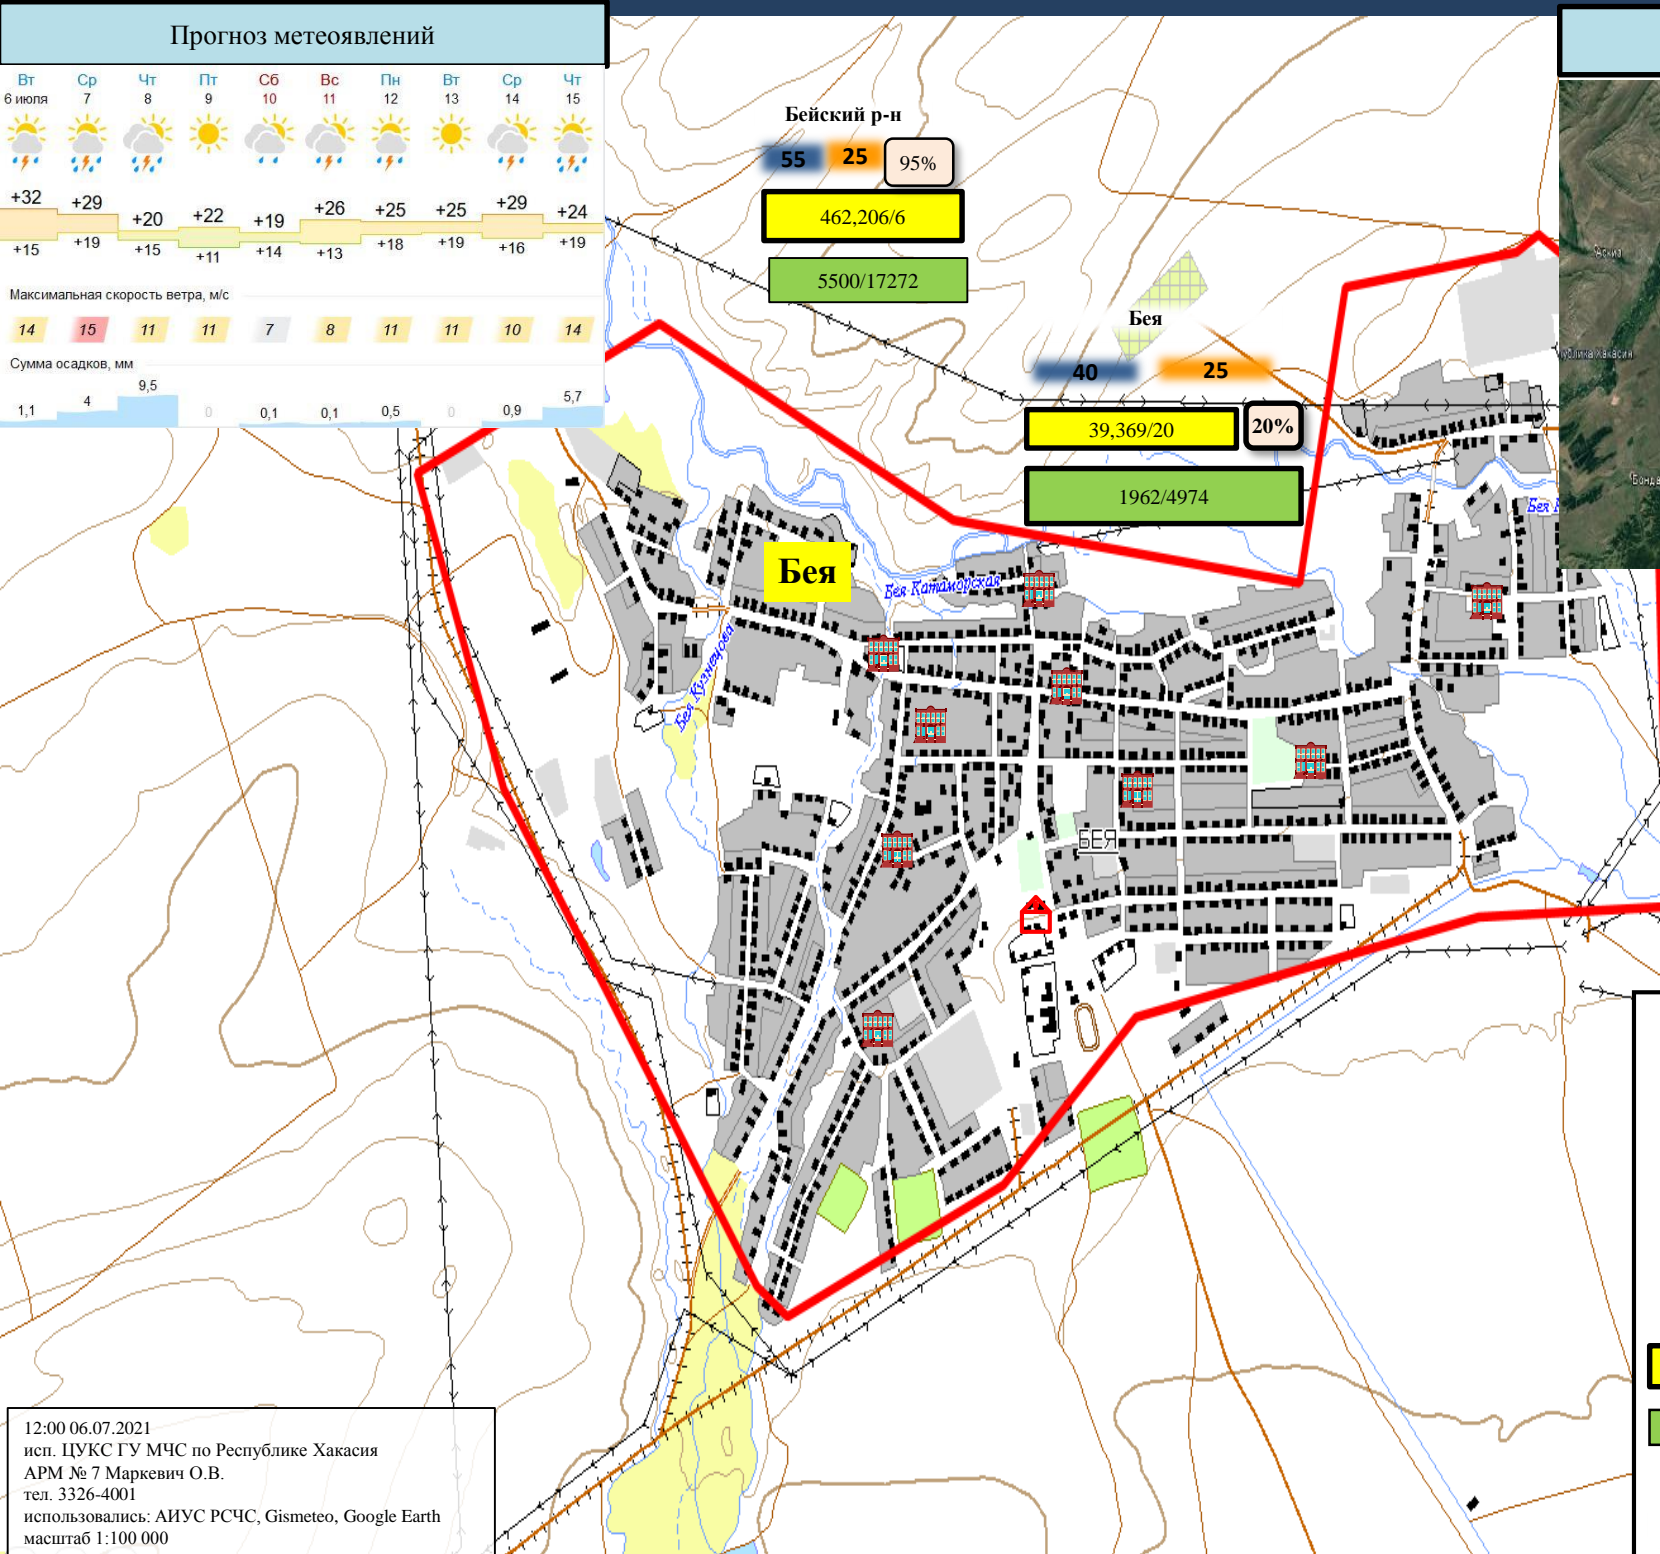 Прогноз метеоявлений
Вт Ср Чт Пт Сб Вс Пн Вт Ср Чт
6 июля 7 8 9 10 11 12 13 14 15
+32 +29 +20 +22 +19 +26 +25 +25 +29 +24
+15 +19 +15 +11 +14 +13 +18 +19 +16 +19
Максимальная скорость ветра, м/с
14 15 11 11 7 8 11 11 10 14
Сумма осадков, мм
1,1 4 9,5 0 0,1 0,1 0,5 0 0,9 5,7
Бейский р-н
55 25 95%
462,206/6
5500/17272
Бея
40 25
39,369/20 20%
1962/4974
Аскиз
Бея
Бея Катаморская
Бея Кузнецова
БЕЯ
12:00 06.07.2021
исп. ЦУКС ГУ МЧС по Республике Хакасия
АРМ № 7 Маркевич О.В.
тел. 3326-4001
использовались: АИУС РСЧС, Gismeteo, Google Earth
масштаб 1:100 000